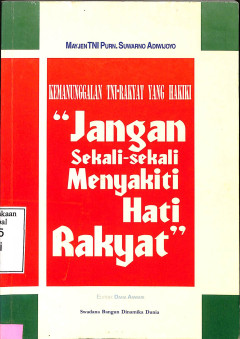 MAYJEN TNI PURN. SUWARNO ADIWIJOYO
KEMANUNGGALAN TNI-RAKYAT YANG HAKIKI
"Jangan
Sekali-sekali
Menyakiti
Hati
Rakyat"
Swadana Bangun Dinamika Dunia